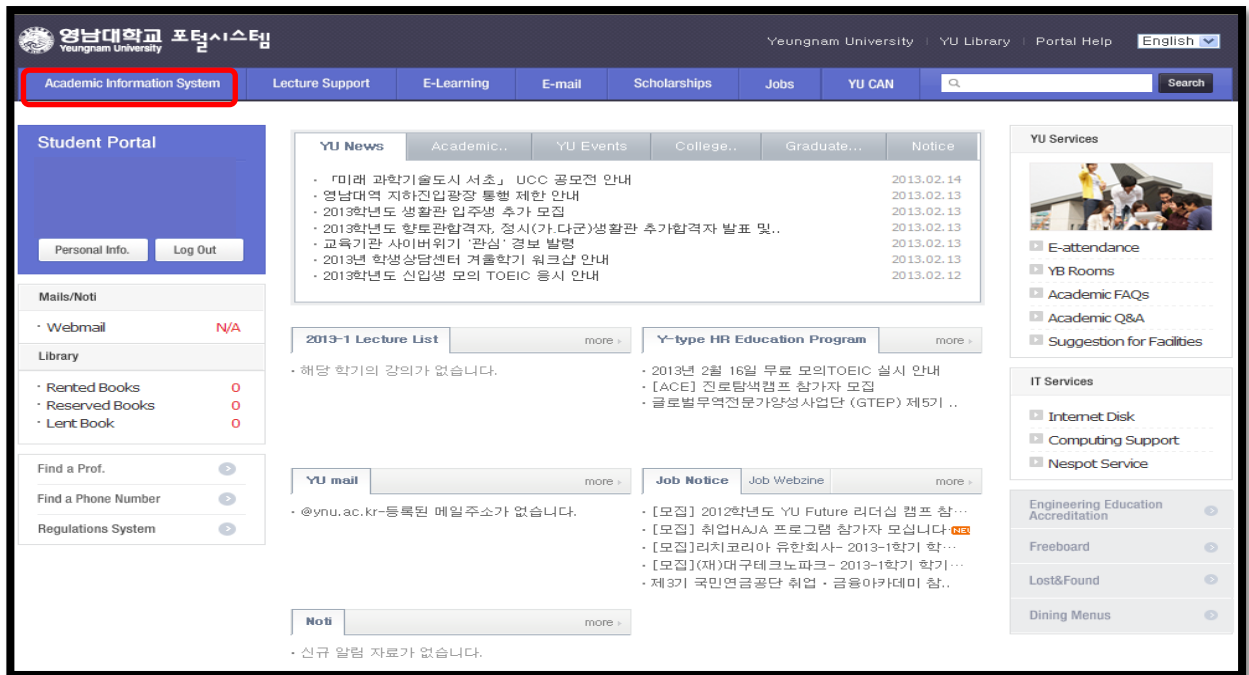 영남대학교 포털시스템
Yeungnam University
Yeungnam University | YU Library | Portal Help English
Academic Information System Lecture Support E-Learning E-mail Scholarships Jobs YU CAN Search
Student Portal
Personal Info. Log Out
Mails/Noti
· Webmail N/A
Library
· Rented Books 0
· Reserved Books 0
· Lent Book 0
Find a Prof.
Find a Phone Number
Regulations System
YU News Academic.. YU Events College.. Graduate... Notice
· 「미래 과학기술도시 서초」 UCC 공모전 안내 2013.02.14
· 영남대역 지하진입광장 통행 제한 안내 2013.02.13
· 2013학년도 생활관 입주생 추가 모집 2013.02.13
· 2013학년도 향토관합격자, 정시(가.다군)생활관 추가합격자 발표 및.. 2013.02.13
· 교육기관 사이버위기 '관심' 경보 발령 2013.02.13
· 2013년 학생상담센터 겨울학기 워크샵 안내 2013.02.13
· 2013학년도 신입생 모의 TOEIC 응시 안내 2013.02.12
2013-1 Lecture List more
· 해당 학기의 강의가 없습니다.
Y-type HR Education Program more
· 2013년 2월 16일 무료 모의TOEIC 실시 안내
· [ACE] 진로탐색캠프 참가자 모집
· 글로벌무역전문가양성사업단 (GTEP) 제5기 ..
YU mail more
· @ynu.ac.kr-등록된 메일주소가 없습니다.
Job Notice Job Webzine more
· [모집] 2012학년도 YU Future 리더십 캠프 참…
· [모집] 취업HAJA 프로그램 참가자 모십니다 NEW
· [모집]리치코리아 유한회사- 2013-1학기 학…
· [모집](재)대구테크노파크- 2013-1학기 학기…
· 제3기 국민연금공단 취업・금융아카데미 참..
Noti more
· 신규 알림 자료가 없습니다.
YU Services
E-attendance
YB Rooms
Academic FAQs
Academic Q&A
Suggestion for Facilities
IT Services
Internet Disk
Computing Support
Nespot Service
Engineering Education
Accreditation
Freeboard
Lost&Found
Dining Menus